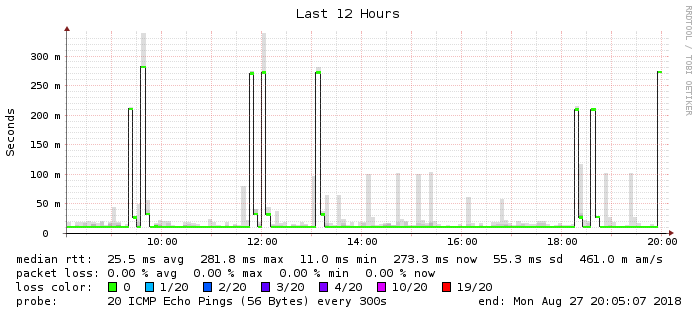 Last 12 Hours
RRDTOOL / TOBI OETIKER
Seconds
300 m
250 m
200 m
150 m
100 m
50 m
0
10:00 12:00 14:00 16:00 18:00 20:00
median rtt: 25.5 ms avg 281.8 ms max 11.0 ms min 273.3 ms now 55.3 ms sd 461.0 m am/s
packet loss: 0.00 % avg 0.00 % max 0.00 % min 0.00 % now
loss color: 0 1/20 2/20 3/20 4/20 10/20 19/20
probe: 20 ICMP Echo Pings (56 Bytes) every 300s end: Mon Aug 27 20:05:07 2018